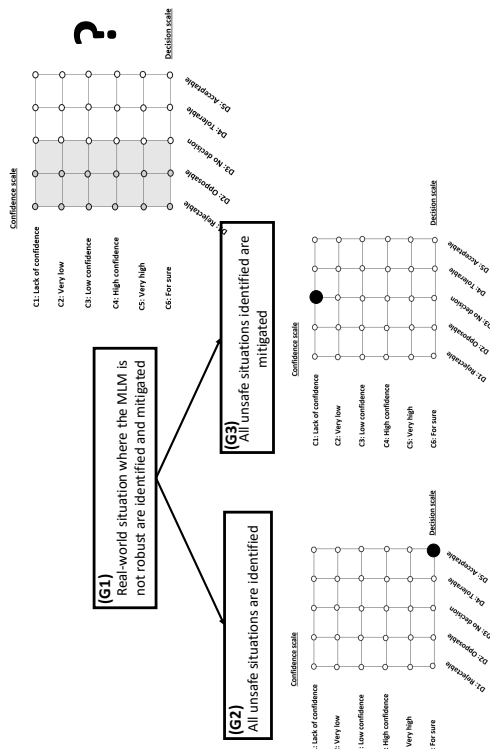 ?
Confidence scale
C1: Lack of confidence
C2: Very low
C3: Low confidence
C4: High confidence
C5: Very high
C6: For sure
Decision scale
D1: Rejectable
D2: Opposable
D3: No decision
D4: Tolerable
D5: Acceptable
(G1)
Real-world situation where the MLM is
not robust are identified and mitigated
(G2)
All unsafe situations are identified
(G3)
All unsafe situations identified are
mitigated
Confidence scale
: Lack of confidence
: Very low
: Low confidence
: High confidence
Very high
: For sure
Decision scale
D1: Rejectable
D2: Opposable
D3: No decision
D4: Tolerable
D5: Acceptable
Confidence scale
C1: Lack of confidence
C2: Very low
C3: Low confidence
C4: High confidence
C5: Very high
C6: For sure
Decision scale
D1: Rejectable
D2: Opposable
D3: No decision
D4: Tolerable
D5: Acceptable